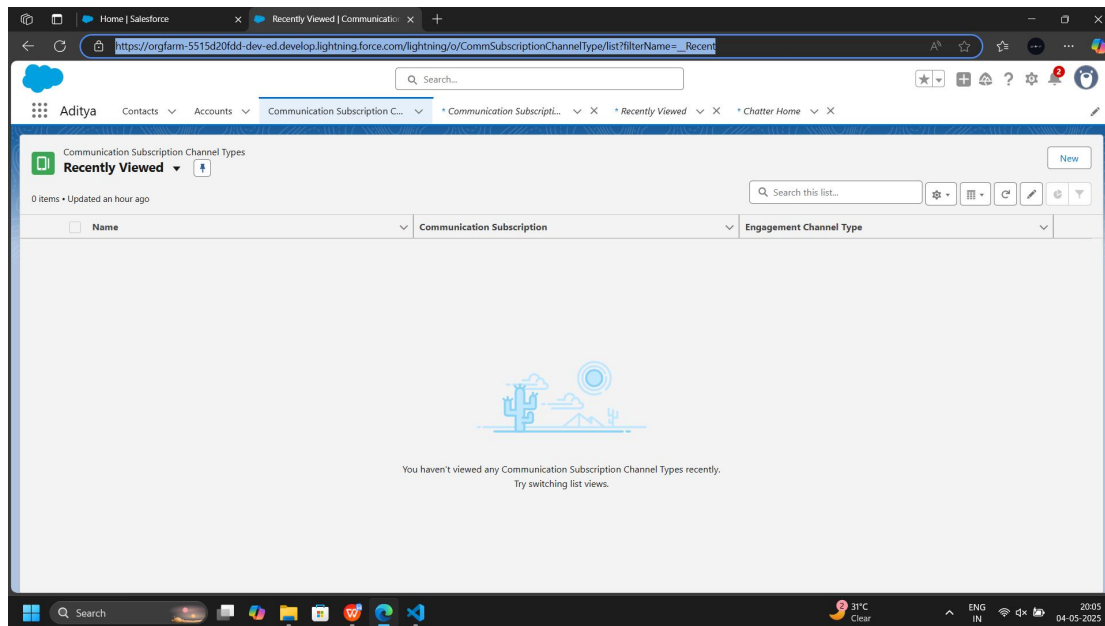 Home | Salesforce
Recently Viewed | Communication
https://orgfarm-5515d20fdd-dev-ed.develop.lightning.force.com/lightning/o/CommSubscriptionChannelType/list?filterName=__Recent
Search...
2
Aditya Contacts Accounts Communication Subscription C... * Communication Subscripti... * Recently Viewed * Chatter Home
Communication Subscription Channel Types
Recently Viewed
New
0 items • Updated an hour ago
Search this list...
Name Communication Subscription Engagement Channel Type
You haven't viewed any Communication Subscription Channel Types recently.
Try switching list views.
Search
2
31°C
Clear
ENG
IN
20:05
04-05-2025